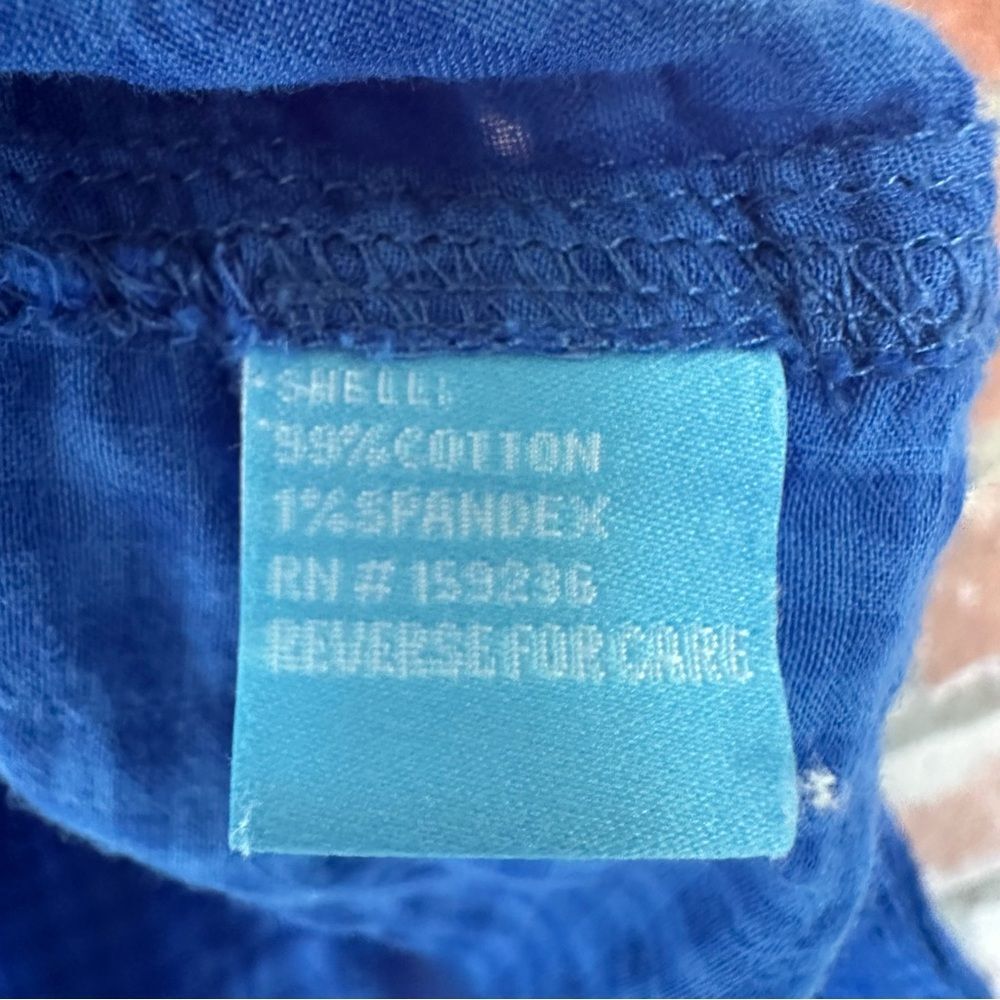 SHELL:
99%COTTON
1%SPANDEX
RN # 159236
REVERSE FOR CARE